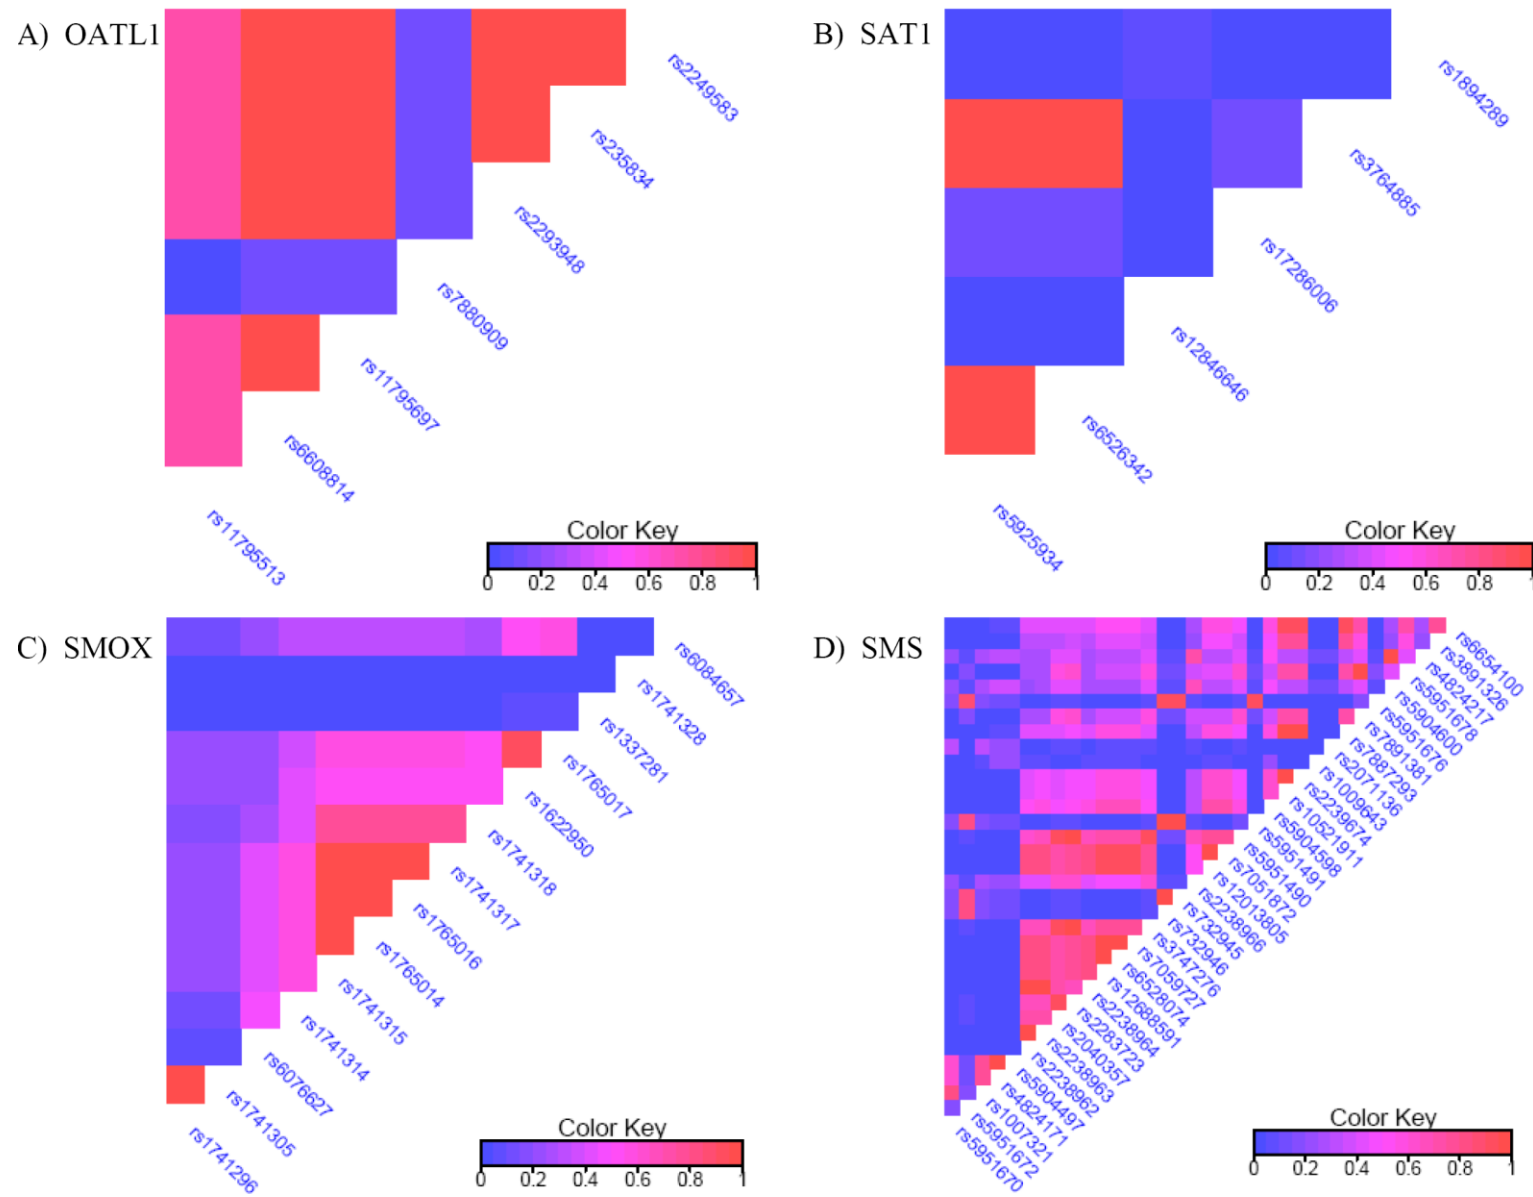 A) OATL1
rs2249583
rs235834
rs2293948
rs7880909
rs11795697
rs6608814
rs11795513
Color Key
0 0.2 0.4 0.6 0.8 1
B) SAT1
rs1894289
rs3764885
rs17286006
rs12846646
rs6526342
rs5925934
Color Key
0 0.2 0.4 0.6 0.8 1
C) SMOX
rs6084657
rs1741328
rs1337281
rs1765017
rs1622950
rs1741318
rs1741317
rs1765016
rs1765014
rs1741315
rs1741314
rs6076627
rs1741305
rs1741296
Color Key
0 0.2 0.4 0.6 0.8 1
D) SMS
rs6654100
rs3891326
rs4824217
rs5951678
rs5904600
rs5951676
rs7891381
rs7887293
rs2071136
rs1009643
rs2239674
rs10521911
rs5904598
rs5951491
rs5951490
rs7051872
rs12013805
rs2238966
rs732945
rs732946
rs3747276
rs7059727
rs6528074
rs12688591
rs2238964
rs2283723
rs2040357
rs2238963
rs2238962
rs5904497
rs4824171
rs1007321
rs5951672
rs5951670
Color Key
0 0.2 0.4 0.6 0.8 1